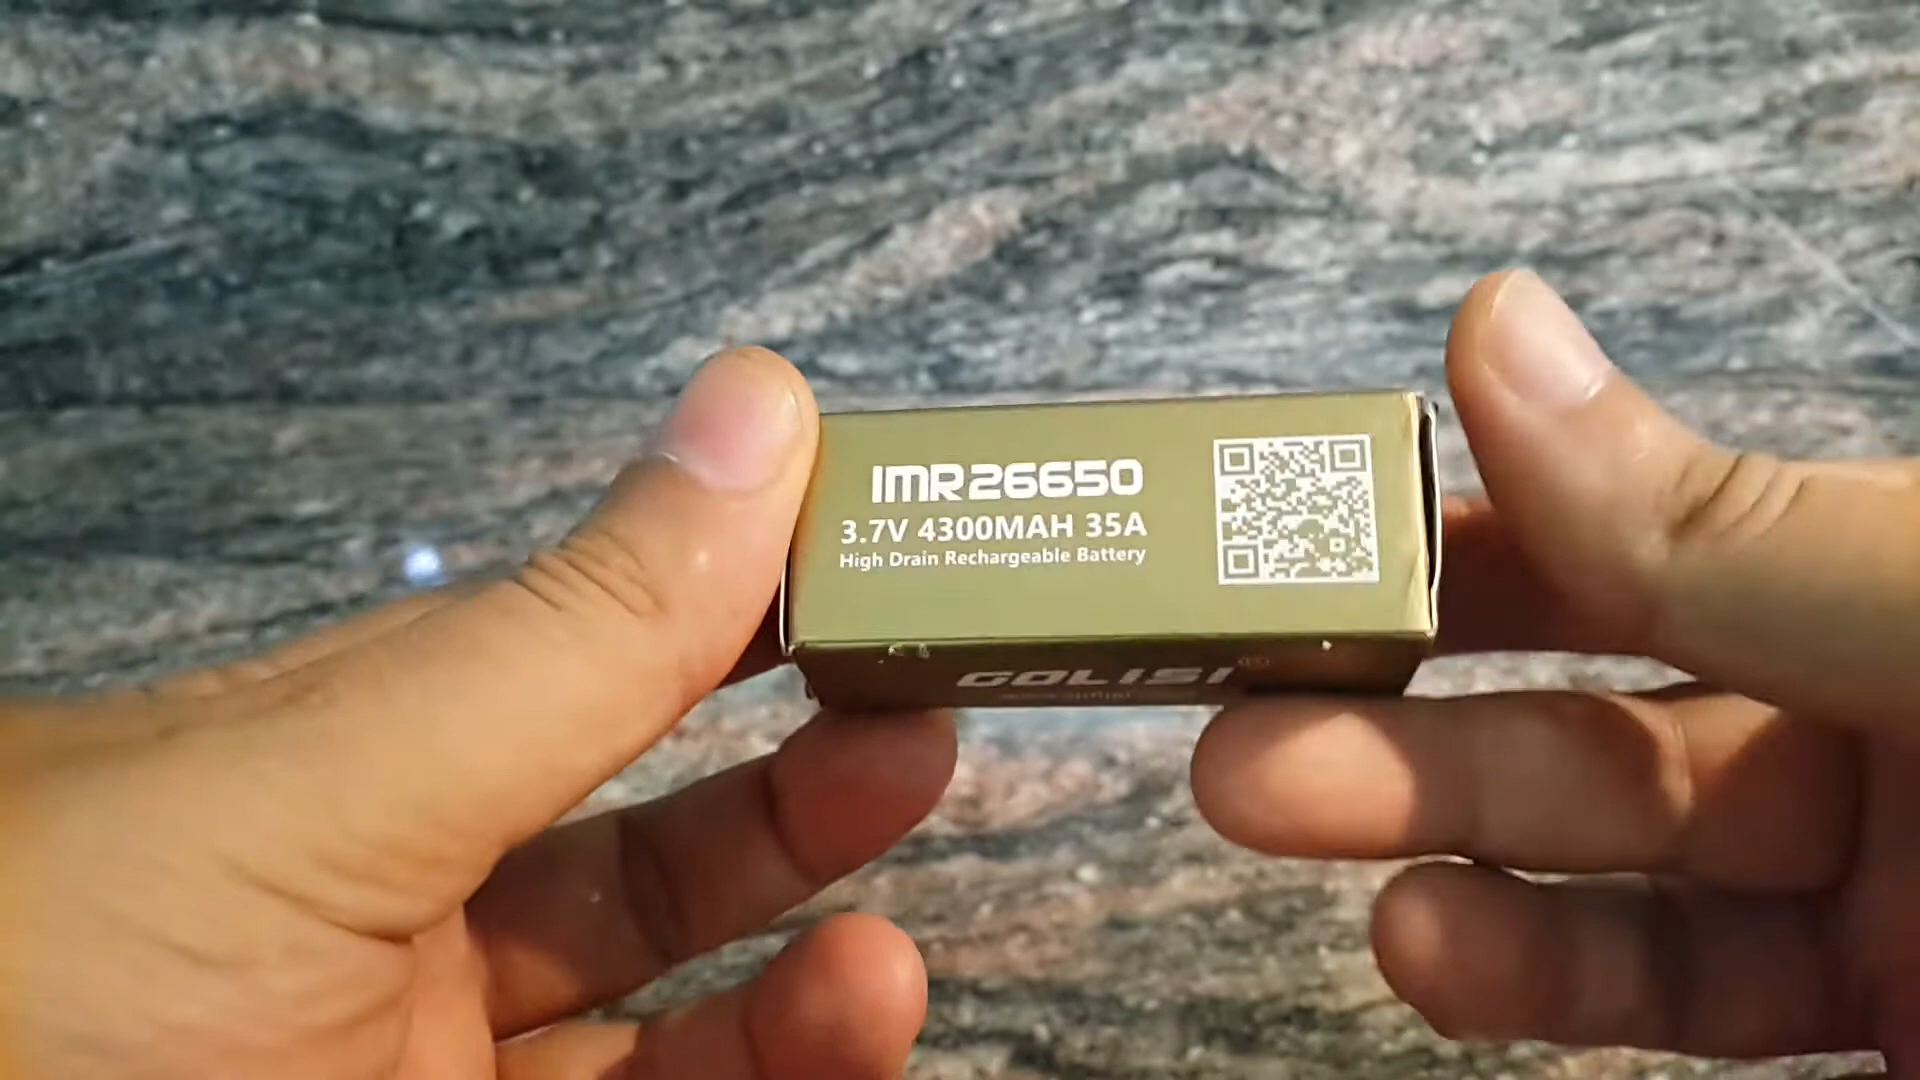 IMR26650
3.7V 4300MAH 35A
High Drain Rechargeable Battery
GOLISI®